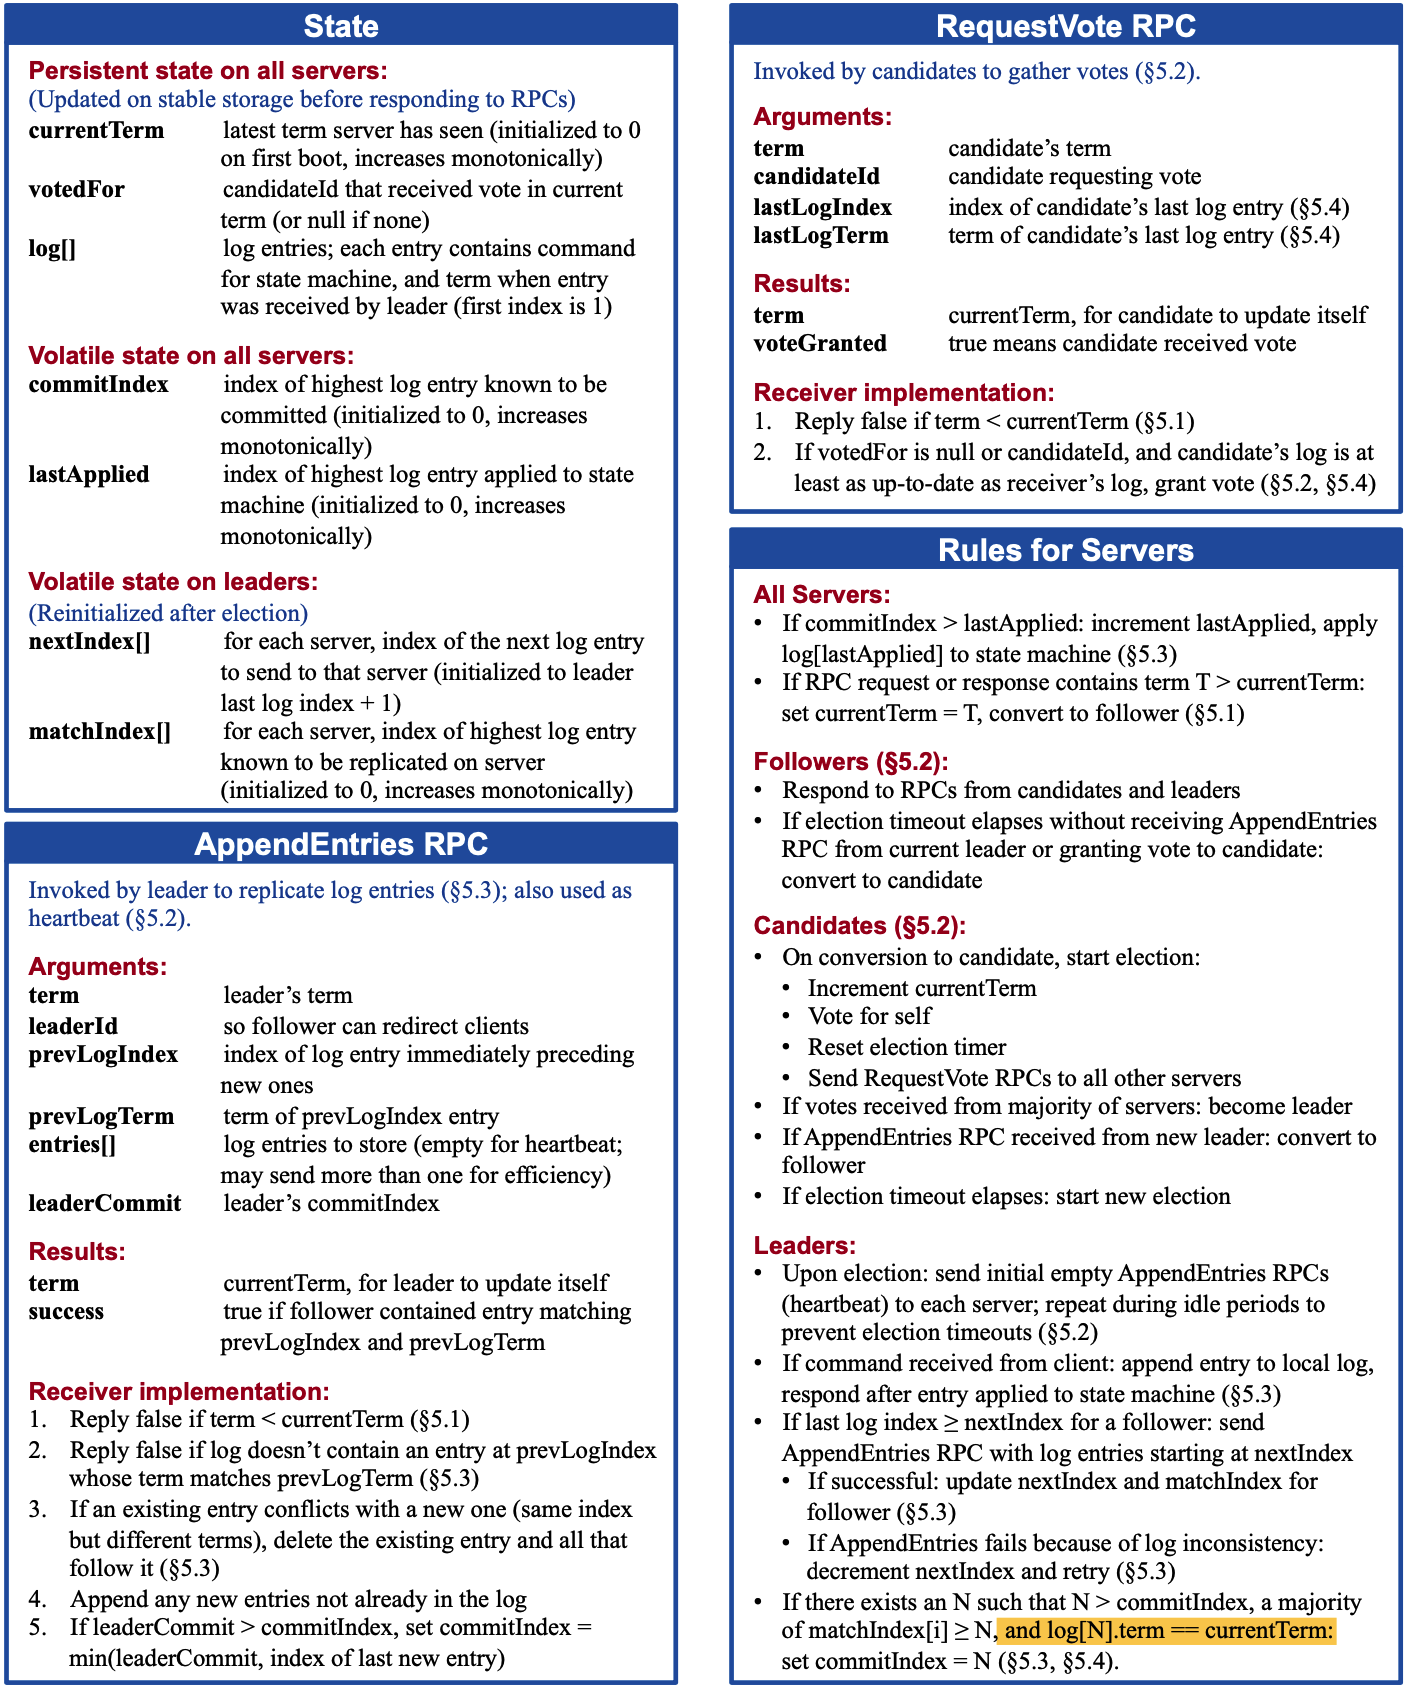 State
Persistent state on all servers:
(Updated on stable storage before responding to RPCs)
currentTerm latest term server has seen (initialized to 0
on first boot, increases monotonically)
votedFor candidateId that received vote in current
term (or null if none)
log[] log entries; each entry contains command
for state machine, and term when entry
was received by leader (first index is 1)
Volatile state on all servers:
commitIndex index of highest log entry known to be
committed (initialized to 0, increases
monotonically)
lastApplied index of highest log entry applied to state
machine (initialized to 0, increases
monotonically)
Volatile state on leaders:
(Reinitialized after election)
nextIndex[] for each server, index of the next log entry
to send to that server (initialized to leader
last log index + 1)
matchIndex[] for each server, index of highest log entry
known to be replicated on server
(initialized to 0, increases monotonically)
AppendEntries RPC
Invoked by leader to replicate log entries (§5.3); also used as
heartbeat (§5.2).
Arguments:
term leader’s term
leaderId so follower can redirect clients
prevLogIndex index of log entry immediately preceding
new ones
prevLogTerm term of prevLogIndex entry
entries[] log entries to store (empty for heartbeat;
may send more than one for efficiency)
leaderCommit leader’s commitIndex
Results:
term currentTerm, for leader to update itself
success true if follower contained entry matching
prevLogIndex and prevLogTerm
Receiver implementation:
1. Reply false if term < currentTerm (§5.1)
2. Reply false if log doesn’t contain an entry at prevLogIndex
whose term matches prevLogTerm (§5.3)
3. If an existing entry conflicts with a new one (same index
but different terms), delete the existing entry and all that
follow it (§5.3)
4. Append any new entries not already in the log
5. If leaderCommit > commitIndex, set commitIndex =
min(leaderCommit, index of last new entry)
RequestVote RPC
Invoked by candidates to gather votes (§5.2).
Arguments:
term candidate’s term
candidateId candidate requesting vote
lastLogIndex index of candidate’s last log entry (§5.4)
lastLogTerm term of candidate’s last log entry (§5.4)
Results:
term currentTerm, for candidate to update itself
voteGranted true means candidate received vote
Receiver implementation:
1. Reply false if term < currentTerm (§5.1)
2. If votedFor is null or candidateId, and candidate’s log is at
least as up-to-date as receiver’s log, grant vote (§5.2, §5.4)
Rules for Servers
All Servers:
• If commitIndex > lastApplied: increment lastApplied, apply
log[lastApplied] to state machine (§5.3)
• If RPC request or response contains term T > currentTerm:
set currentTerm = T, convert to follower (§5.1)
Followers (§5.2):
• Respond to RPCs from candidates and leaders
• If election timeout elapses without receiving AppendEntries
RPC from current leader or granting vote to candidate:
convert to candidate
Candidates (§5.2):
• On conversion to candidate, start election:
• Increment currentTerm
• Vote for self
• Reset election timer
• Send RequestVote RPCs to all other servers
• If votes received from majority of servers: become leader
• If AppendEntries RPC received from new leader: convert to
follower
• If election timeout elapses: start new election
Leaders:
• Upon election: send initial empty AppendEntries RPCs
(heartbeat) to each server; repeat during idle periods to
prevent election timeouts (§5.2)
• If command received from client: append entry to local log,
respond after entry applied to state machine (§5.3)
• If last log index ≥ nextIndex for a follower: send
AppendEntries RPC with log entries starting at nextIndex
• If successful: update nextIndex and matchIndex for
follower (§5.3)
• If AppendEntries fails because of log inconsistency:
decrement nextIndex and retry (§5.3)
• If there exists an N such that N > commitIndex, a majority
of matchIndex[i] ≥ N, and log[N].term == currentTerm:
set commitIndex = N (§5.3, §5.4).